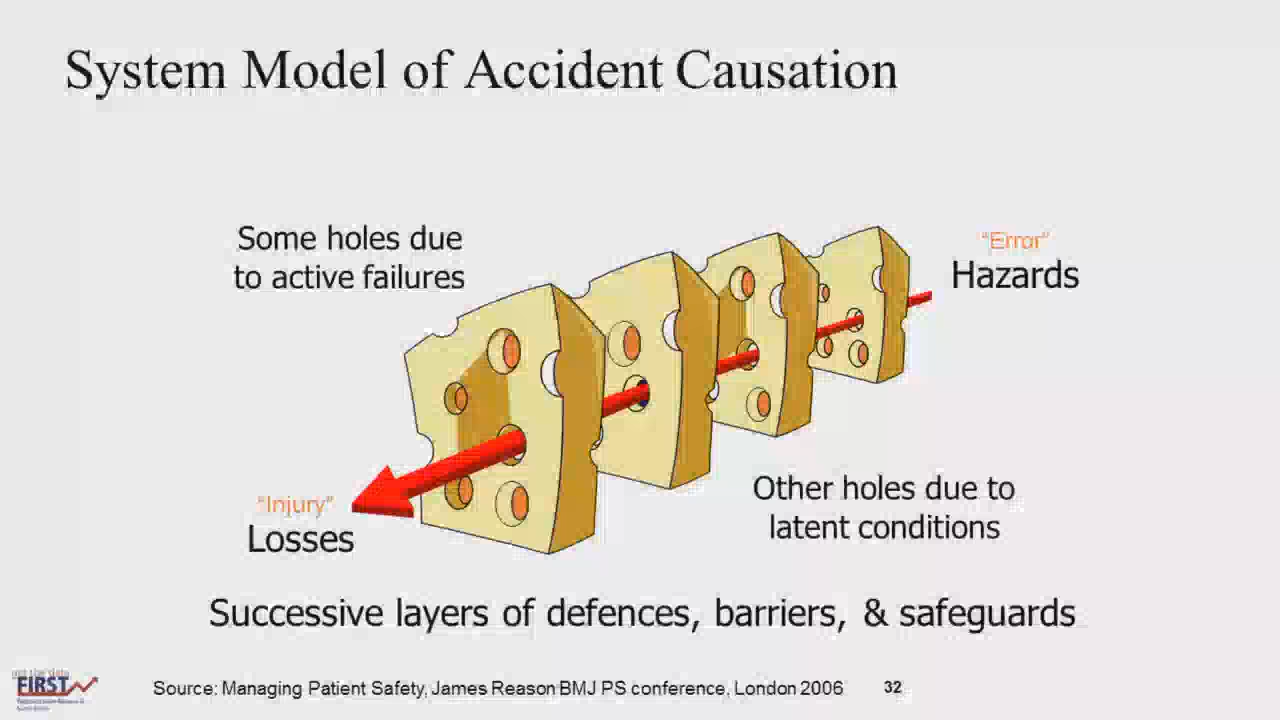 System Model of Accident Causation
Some holes due
to active failures
"Error"
Hazards
"Injury"
Losses
Other holes due to
latent conditions
Successive layers of defences, barriers, & safeguards
FIRST
Source: Managing Patient Safety, James Reason BMJ PS conference, London 2006
32